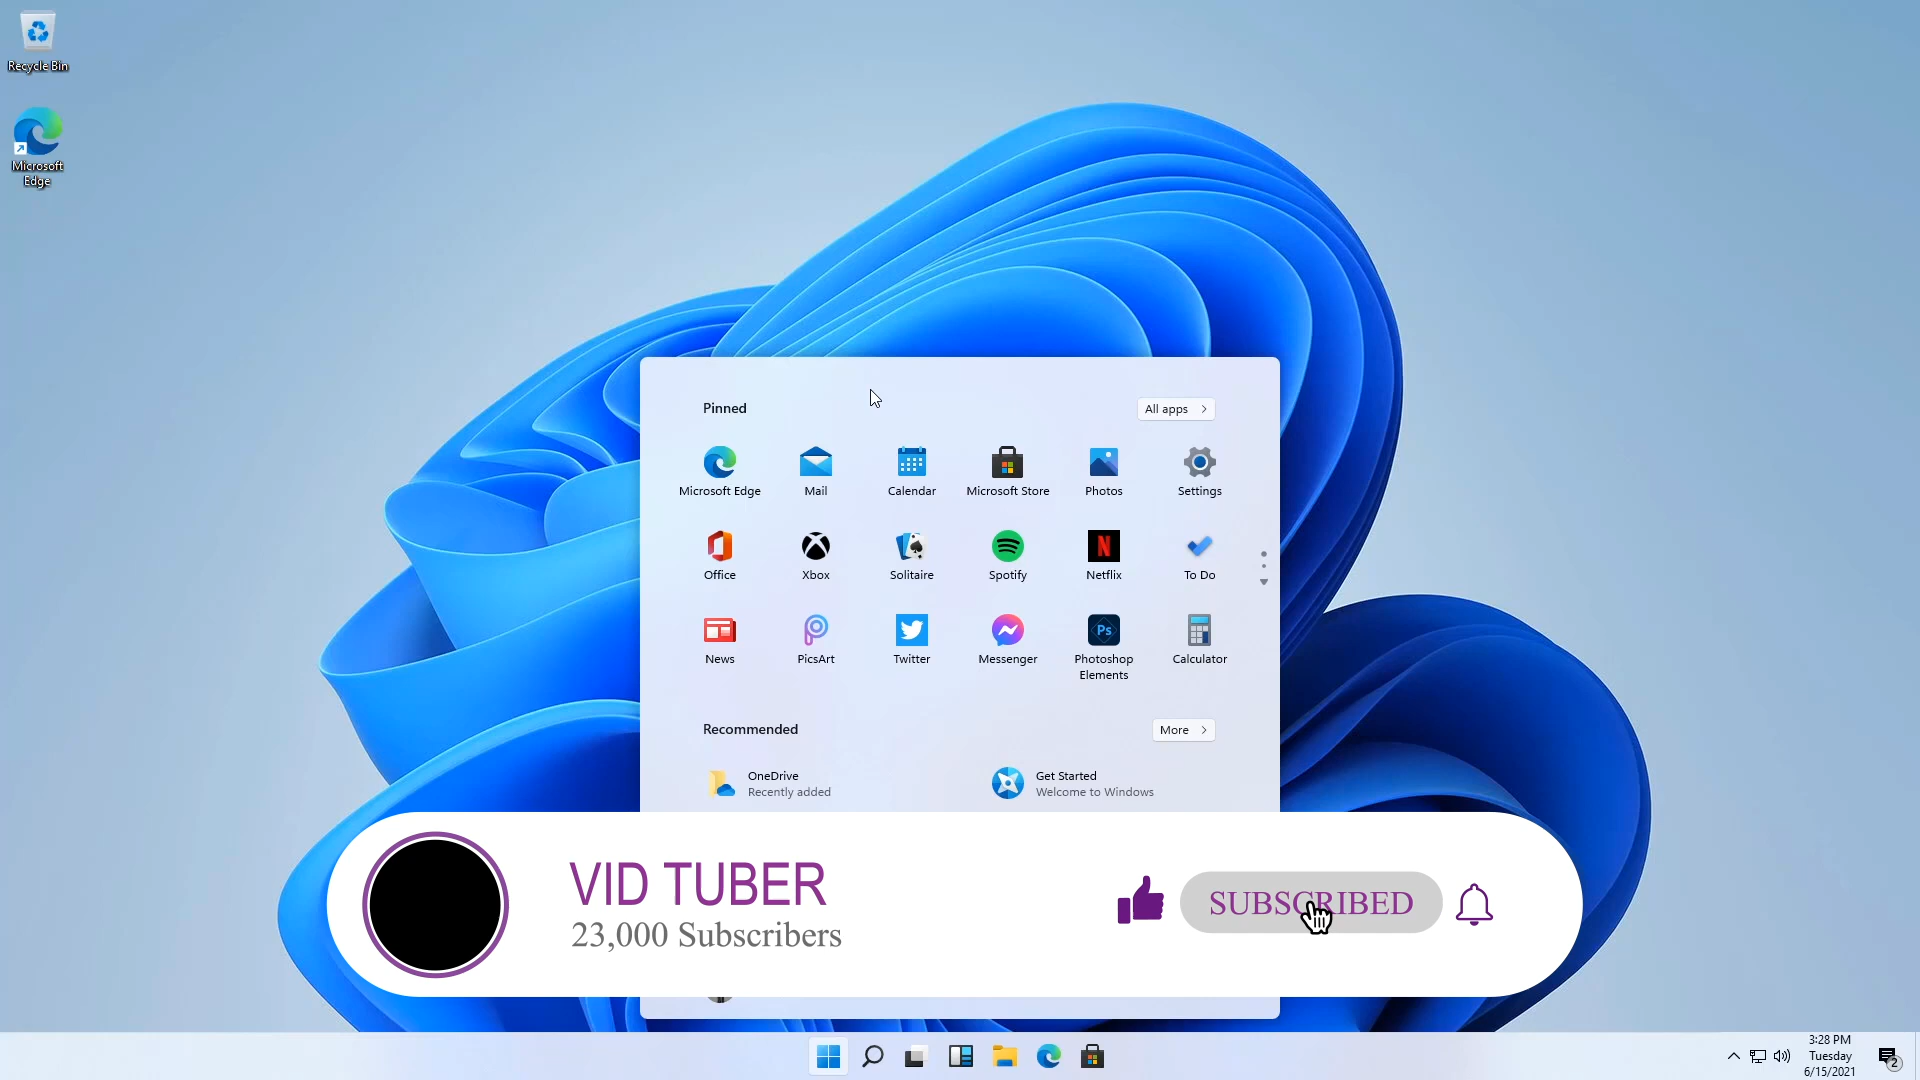 Recycle Bin
Microsoft
Edge
Pinned
All apps
Microsoft Edge
Mail
Calendar
Microsoft Store
Photos
Settings
Office
Xbox
Solitaire
Spotify
Netflix
To Do
News
PicsArt
Twitter
Messenger
Ps
Photoshop
Elements
Calculator
Recommended
More
OneDrive
Recently added
Get Started
Welcome to Windows
VID TUBER
23,000 Subscribers
SUBSCRIBED
3:28 PM
Tuesday
6/15/2021
2